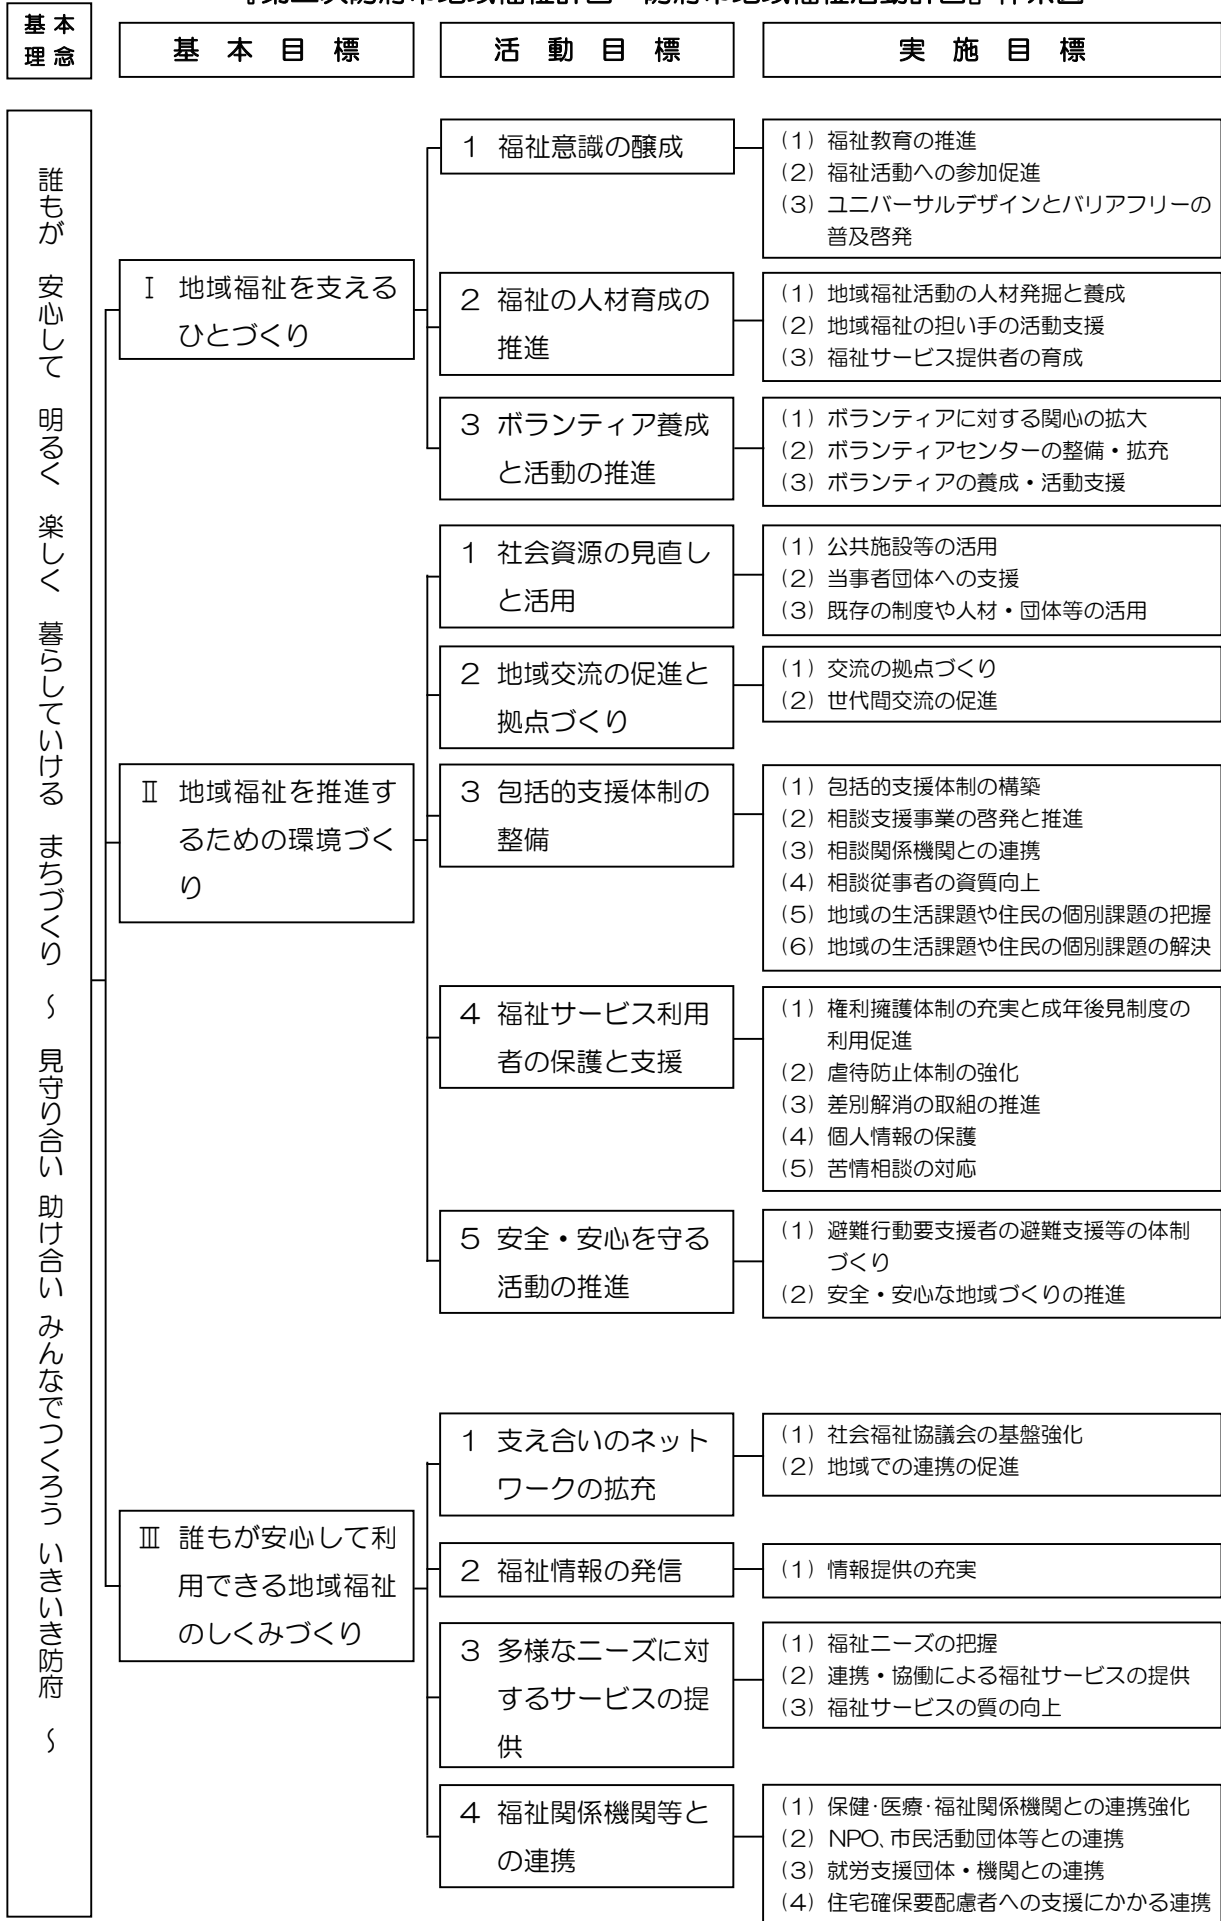 基本
理念
基本目標
活動目標
実施目標
誰もが 安心して 明るく 楽しく 暮らしていける まちづくり ~ 見守り合い 助け合い みんなでつくろう いきいき防府 ~
Ⅰ 地域福祉を支える
ひとづくり
1 福祉意識の醸成
(1) 福祉教育の推進
(2) 福祉活動への参加促進
(3) ユニバーサルデザインとバリアフリーの
普及啓発
2 福祉の人材育成の
推進
(1) 地域福祉活動の人材発掘と養成
(2) 地域福祉の担い手の活動支援
(3) 福祉サービス提供者の育成
3 ボランティア養成
と活動の推進
(1) ボランティアに対する関心の拡大
(2) ボランティアセンターの整備・拡充
(3) ボランティアの養成・活動支援
Ⅱ 地域福祉を推進す
るための環境づく
り
1 社会資源の見直し
と活用
(1) 公共施設等の活用
(2) 当事者団体への支援
(3) 既存の制度や人材・団体等の活用
2 地域交流の促進と
拠点づくり
(1) 交流の拠点づくり
(2) 世代間交流の促進
3 包括的支援体制の
整備
(1) 包括的支援体制の構築
(2) 相談支援事業の啓発と推進
(3) 相談関係機関との連携
(4) 相談従事者の資質向上
(5) 地域の生活課題や住民の個別課題の把握
(6) 地域の生活課題や住民の個別課題の解決
4 福祉サービス利用
者の保護と支援
(1) 権利擁護体制の充実と成年後見制度の
利用促進
(2) 虐待防止体制の強化
(3) 差別解消の取組の推進
(4) 個人情報の保護
(5) 苦情相談の対応
5 安全・安心を守る
活動の推進
(1) 避難行動要支援者の避難支援等の体制
づくり
(2) 安全・安心な地域づくりの推進
Ⅲ 誰もが安心して利
用できる地域福祉
のしくみづくり
1 支え合いのネット
ワークの拡充
(1) 社会福祉協議会の基盤強化
(2) 地域での連携の促進
2 福祉情報の発信
(1) 情報提供の充実
3 多様なニーズに対
するサービスの提
供
(1) 福祉ニーズの把握
(2) 連携・協働による福祉サービスの提供
(3) 福祉サービスの質の向上
4 福祉関係機関等と
の連携
(1) 保健・医療・福祉関係機関との連携強化
(2) NPO、市民活動団体等との連携
(3) 就労支援団体・機関との連携
(4) 住宅確保要配慮者への支援にかかる連携